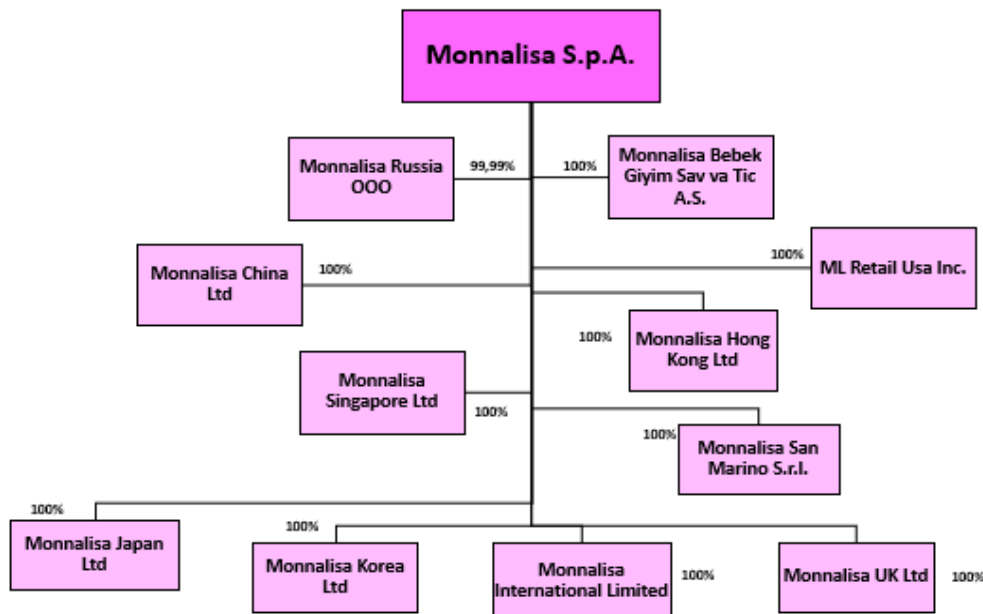 Monnalisa S.p.A.
Monnalisa Russia
OOO
99,99%
100%
Monnalisa Bebek
Giyim Sav va Tic
A.S.
Monnalisa China
Ltd
100%
100%
ML Retail Usa Inc.
100%
Monnalisa Hong
Kong Ltd
Monnalisa
Singapore Ltd
100%
100%
Monnalisa San
Marino S.r.l.
100%
Monnalisa Japan
Ltd
100%
Monnalisa Korea
Ltd
Monnalisa
International Limited
100%
Monnalisa UK Ltd
100%